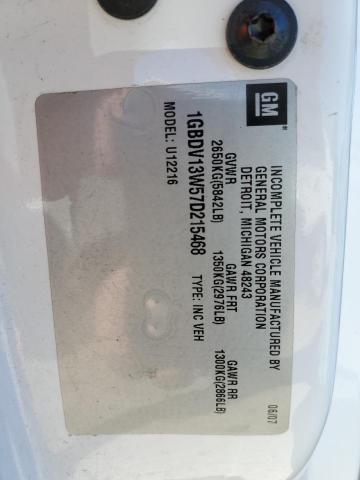 GM
®
INCOMPLETE VEHICLE MANUFACTURED BY
GENERAL MOTORS CORPORATION
DETROIT, MICHIGAN 48243
06/07
GVWR GAWR FRT GAWR RR
2650KG(5842LB) 1350KG(2976LB) 1300KG(2866LB)
1GBDV13W57D215468 TYPE: INC VEH
MODEL: U12216